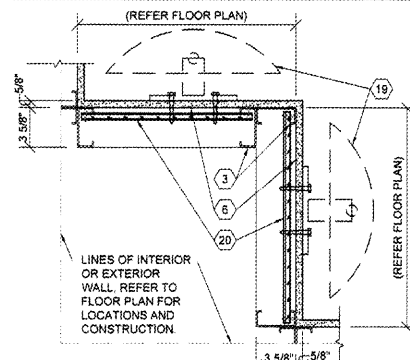 (REFER FLOOR PLAN)
19
5/8"
3 5/8"
3
6
20
(REFER FLOOR PLAN)
LINES OF INTERIOR
OR EXTERIOR
WALL, REFER TO
FLOOR PLAN FOR
LOCATIONS AND
CONSTRUCTION.
3 5/8"
5/8"